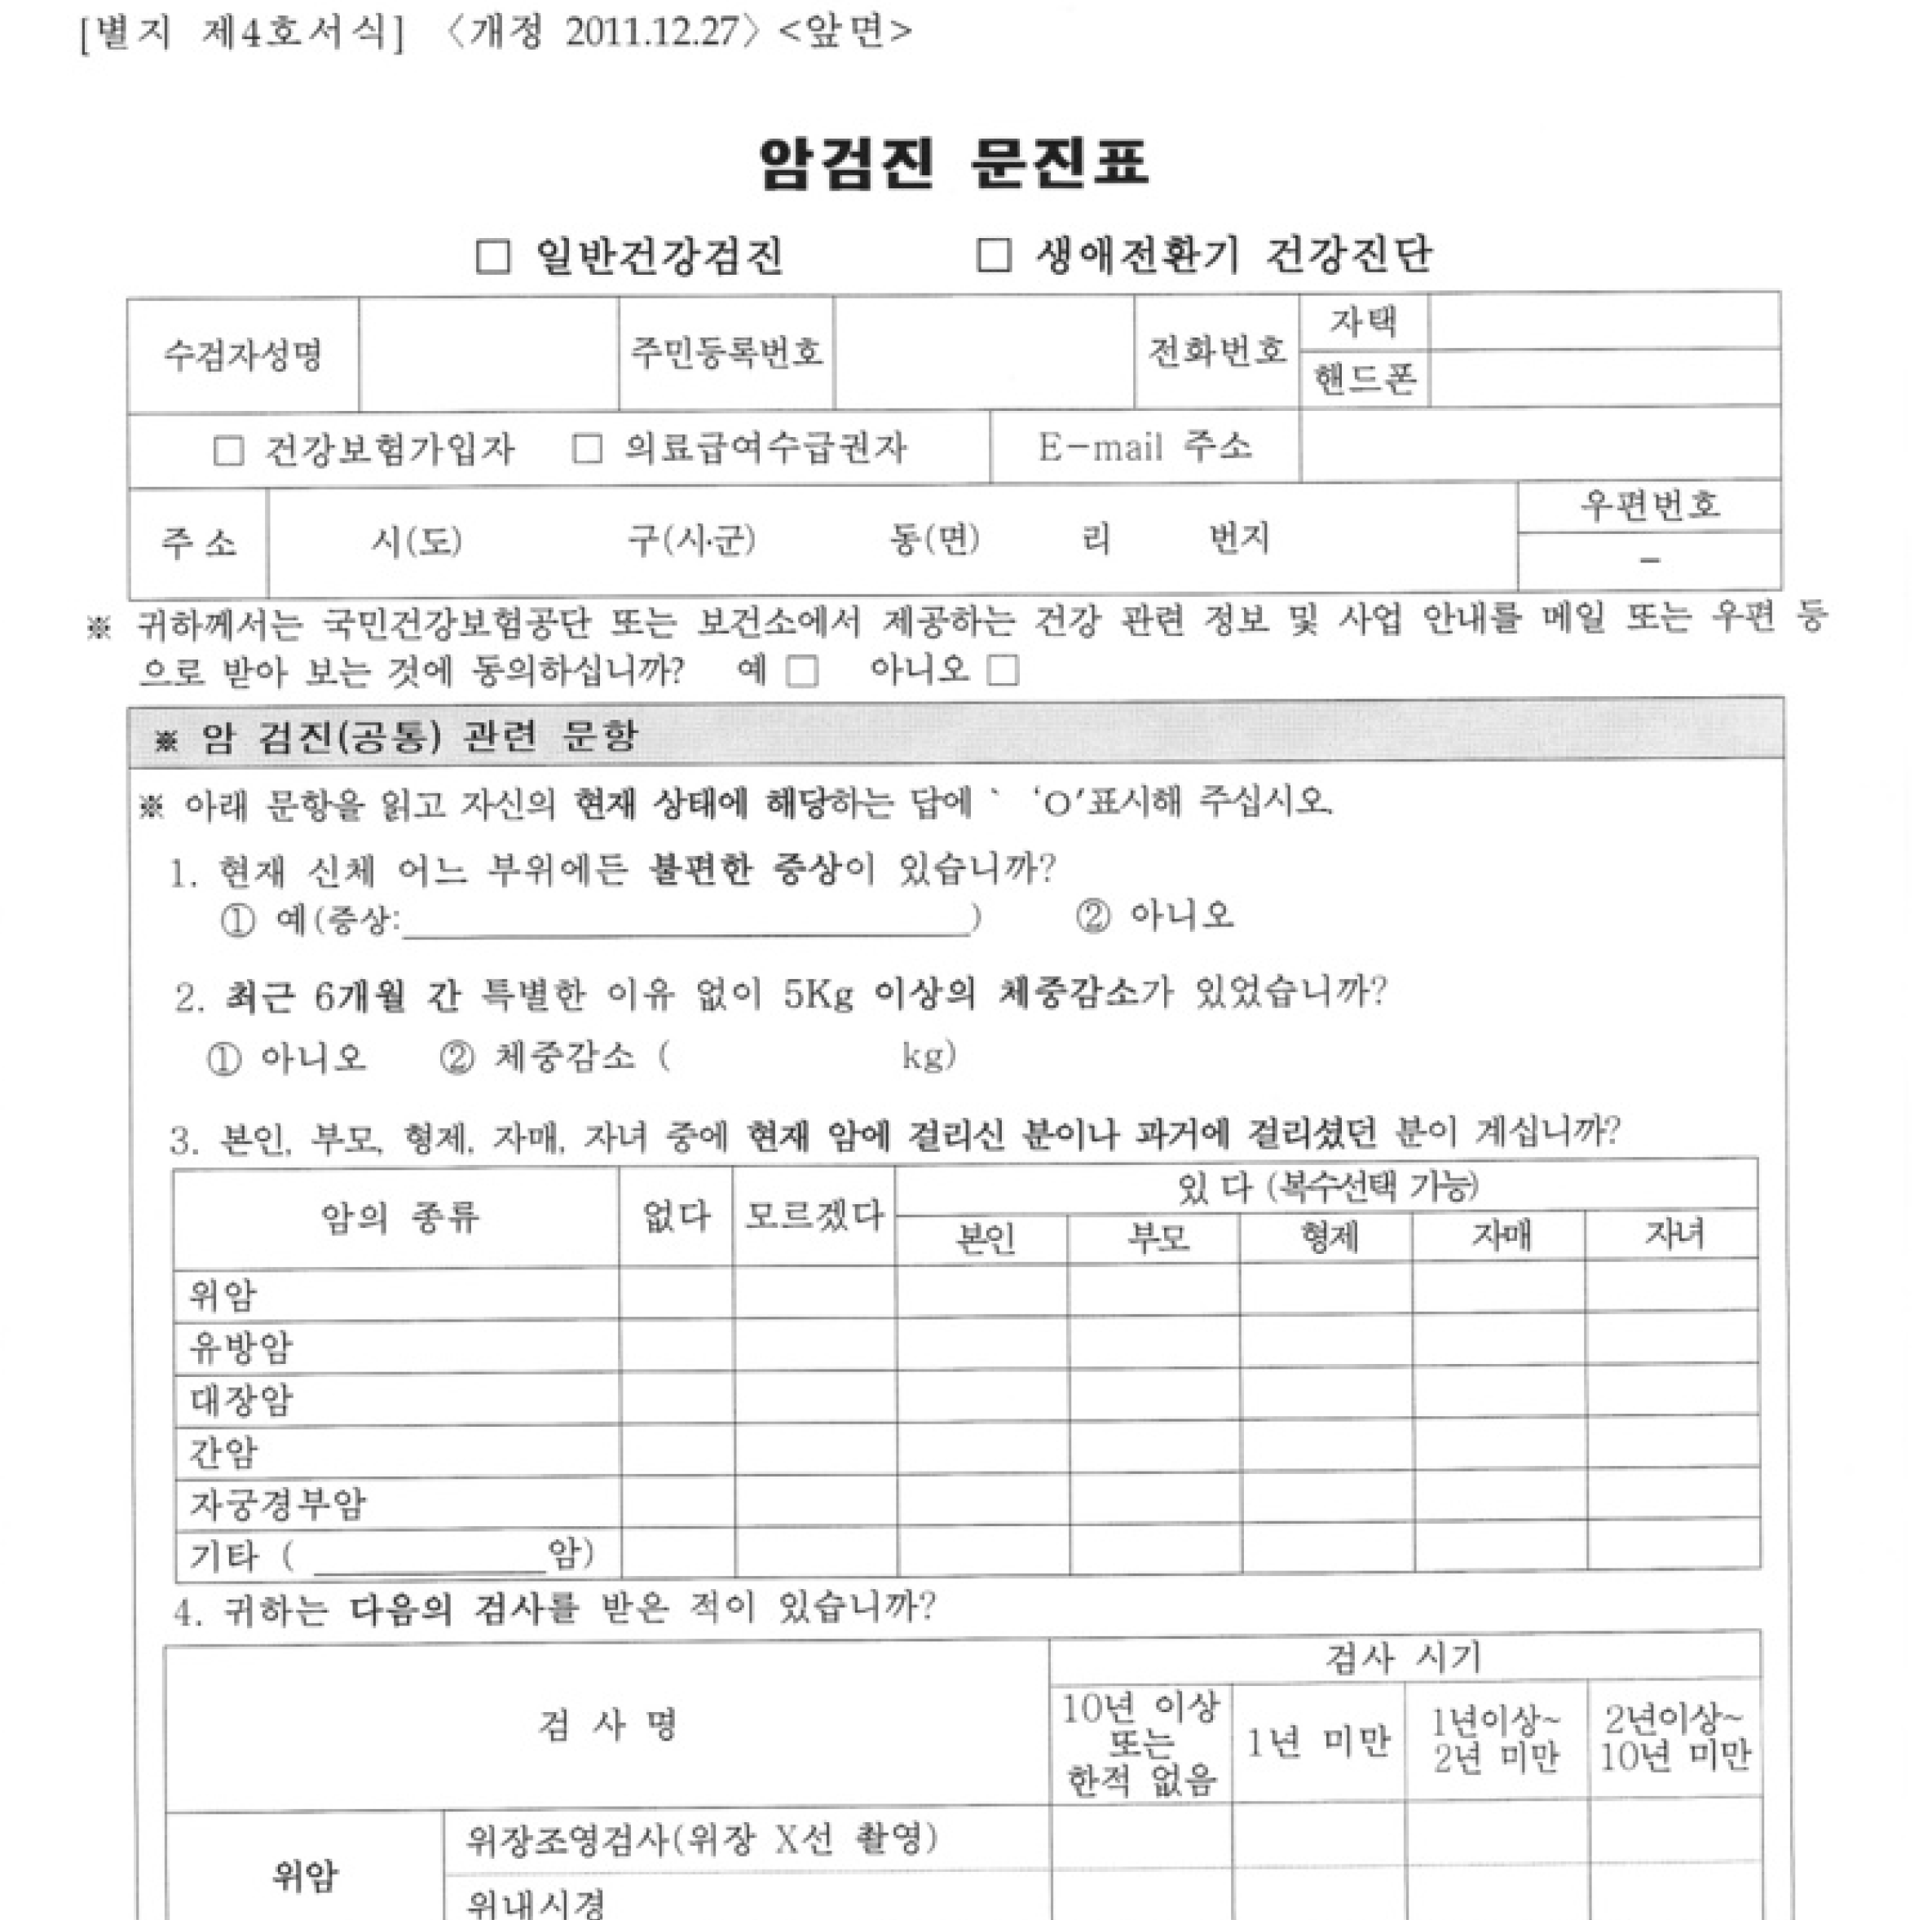 [별지 제4호서식] 〈개정 2011.12.27〉<앞면>
암검진 문진표
□ 일반건강검진 □ 생애전환기 건강진단
수검자성명 주민등록번호 전화번호 자택
핸드폰
□ 건강보험가입자 □ 의료급여수급권자 E-mail 주소
주 소 시(도) 구(시·군) 동(면) 리 번지 우편번호
–
※ 귀하께서는 국민건강보험공단 또는 보건소에서 제공하는 건강 관련 정보 및 사업 안내를 메일 또는 우편 등
으로 받아 보는 것에 동의하십니까? 예 □ 아니오 □
※ 암 검진(공통) 관련 문항
※ 아래 문항을 읽고 자신의 현재 상태에 해당하는 답에 ` ‘O’표시해 주십시오.
1. 현재 신체 어느 부위에든 불편한 증상이 있습니까?
① 예(증상:________________) ② 아니오
2. 최근 6개월 간 특별한 이유 없이 5Kg 이상의 체중감소가 있었습니까?
① 아니오 ② 체중감소 ( kg)
3. 본인, 부모, 형제, 자매, 자녀 중에 현재 암에 걸리신 분이나 과거에 걸리셨던 분이 계십니까?
암의 종류 없다 모르겠다 있 다 (복수선택 가능)
본인 부모 형제 자매 자녀
위암
유방암
대장암
간암
자궁경부암
기타 ( ________암)
4. 귀하는 다음의 검사를 받은 적이 있습니까?
검 사 명 검사 시기
10년 이상
또는
한적 없음
1년 미만
1년이상~
2년 미만
2년이상~
10년 미만
위암 위장조영검사(위장 X선 촬영)
위내시경